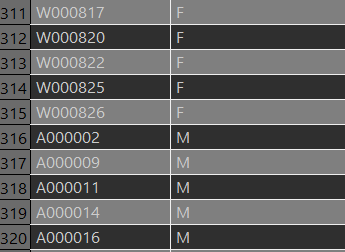 311 W000817 F
312 W000820 F
313 W000822 F
314 W000825 F
315 W000826 F
316 A000002 M
317 A000009 M
318 A000011 M
319 A000014 M
320 A000016 M